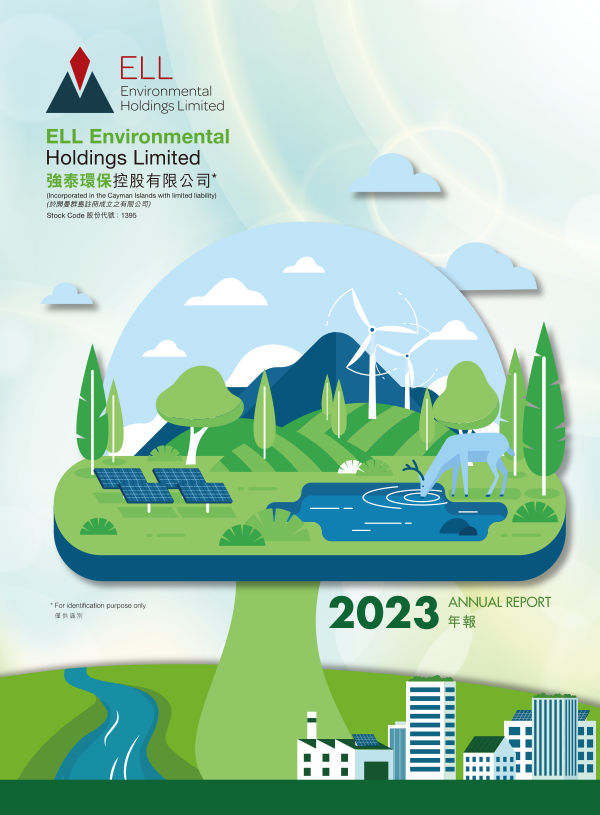 ELL
Environmental
Holdings Limited
ELL Environmental
Holdings Limited
強泰環保控股有限公司*
(Incorporated in the Cayman Islands with limited liability)
(於開曼群島註冊成立之有限公司)
Stock Code 股份代號 : 1395
* For identification purpose only
僅供識別
2023 ANNUAL REPORT
年報